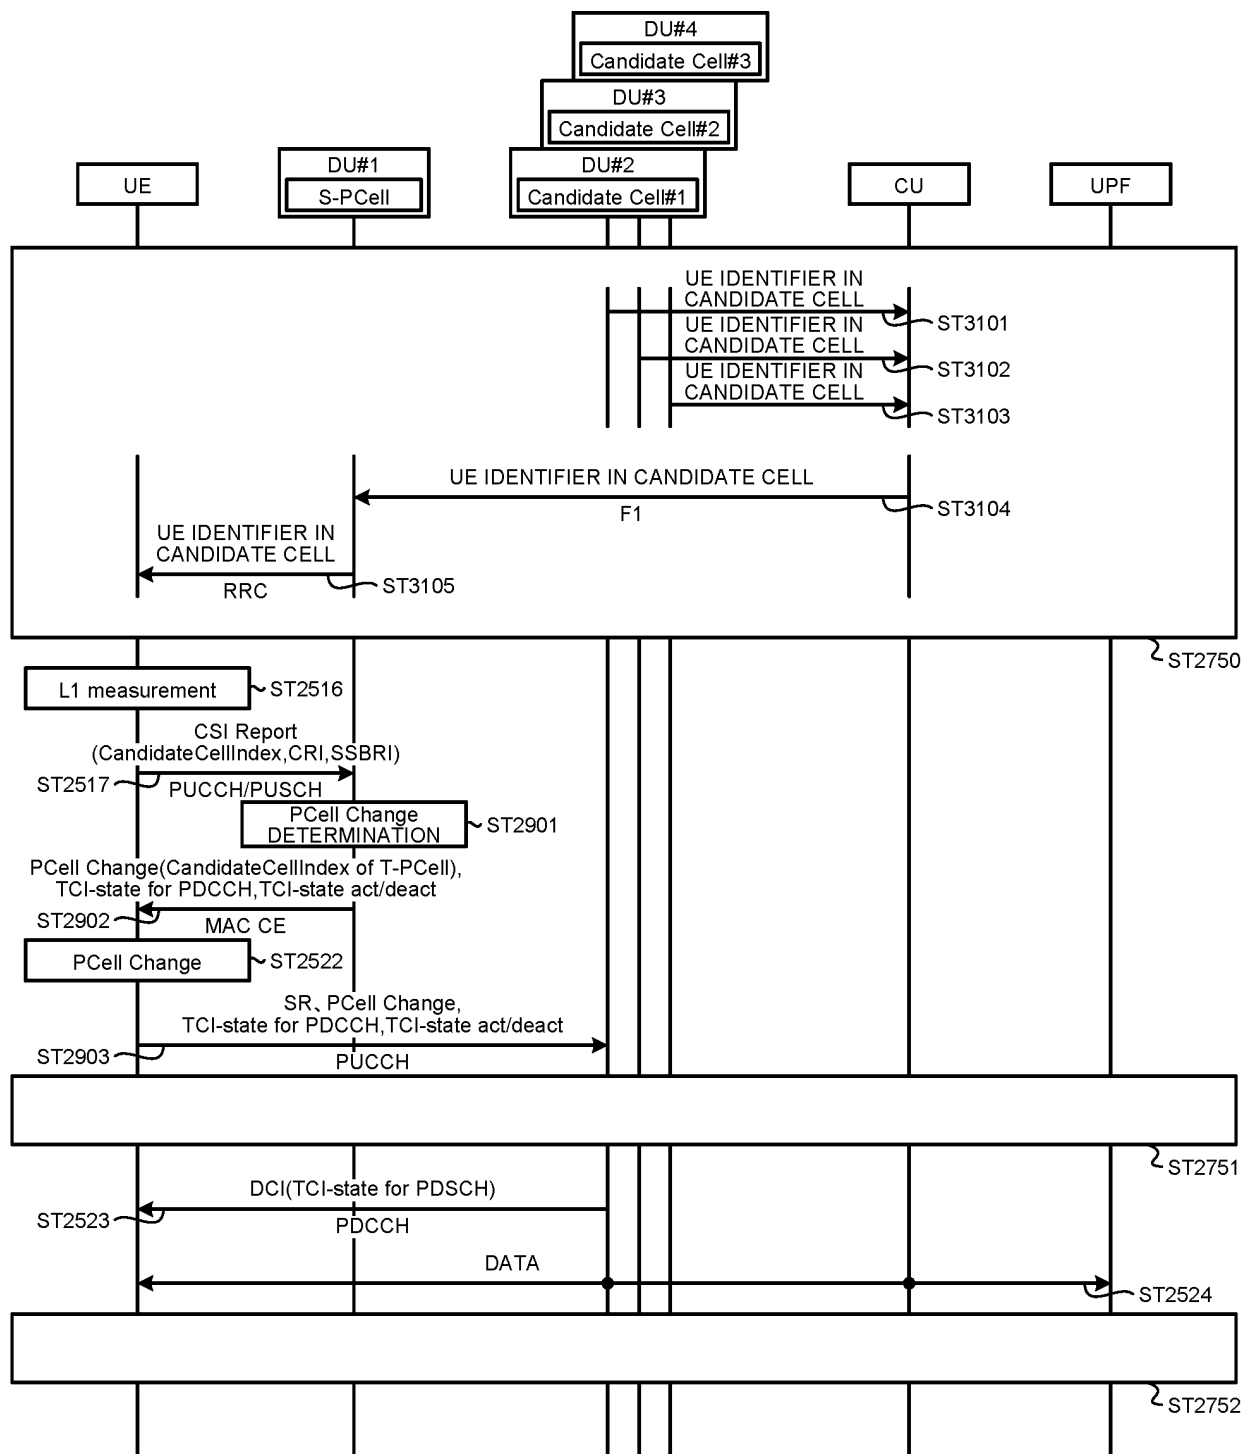 DU#4
Candidate Cell#3
DU#3
Candidate Cell#2
UE
DU#1
S-PCell
DU#2
Candidate Cell#1
CU
UPF
UE IDENTIFIER IN
CANDIDATE CELL
ST3101
UE IDENTIFIER IN
CANDIDATE CELL
ST3102
UE IDENTIFIER IN
CANDIDATE CELL
ST3103
UE IDENTIFIER IN CANDIDATE CELL
F1
ST3104
UE IDENTIFIER IN
CANDIDATE CELL
RRC
ST3105
ST2750
L1 measurement
ST2516
CSI Report
(CandidateCellIndex,CRI,SSBRI)
ST2517
PUCCH/PUSCH
PCell Change
DETERMINATION
ST2901
PCell Change(CandidateCellIndex of T-PCell),
TCI-state for PDCCH,TCI-state act/deact
ST2902
MAC CE
PCell Change
ST2522
SR、PCell Change,
TCI-state for PDCCH,TCI-state act/deact
ST2903
PUCCH
ST2751
DCI(TCI-state for PDSCH)
ST2523
PDCCH
DATA
ST2524
ST2752